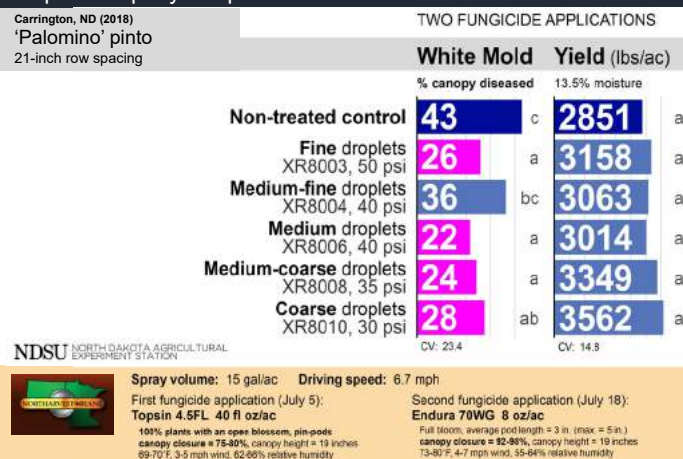 Carrington, ND (2018)
'Palomino' pinto
21-inch row spacing
TWO FUNGICIDE APPLICATIONS
White Mold Yield (lbs/ac)
% canopy diseased 13.5% moisture
Non-treated control 43 c 2851 a
Fine droplets
XR8003, 50 psi 26 a 3158 a
Medium-fine droplets
XR8004, 40 psi 36 bc 3063 a
Medium droplets
XR8006, 40 psi 22 a 3014 a
Medium-coarse droplets
XR8008, 35 psi 24 a 3349 a
Coarse droplets
XR8010, 30 psi 28 ab 3562 a
CV: 23.4 CV: 14.8
NDSU NORTH DAKOTA AGRICULTURAL
EXPERIMENT STATION
NORTHARVEST BEAN
Spray volume: 15 gal/ac Driving speed: 6.7 mph
First fungicide application (July 5):
Topsin 4.5FL 40 fl oz/ac
100% plants with an open blossom, pin-pods
canopy closure = 75-80%, canopy height = 19 inches
69-70°F, 3-5 mph wind, 62-66% relative humidity
Second fungicide application (July 18):
Endura 70WG 8 oz/ac
Full bloom, average pod length = 3 in. (max. = 5 in.)
canopy closure = 92-98%, canopy height = 19 inches
73-80°F, 4-7 mph wind, 55-64% relative humidity